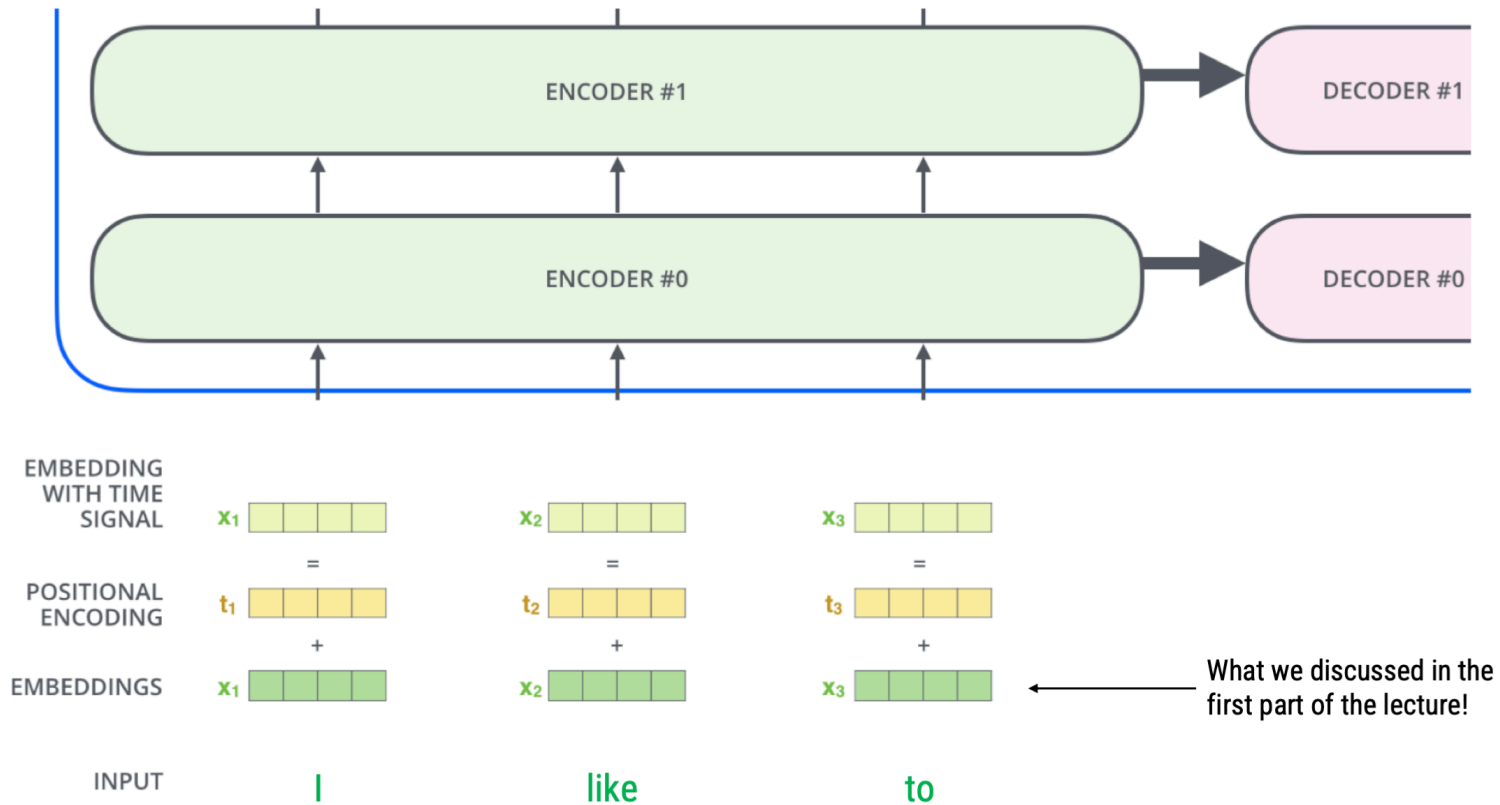 ENCODER #1
DECODER #1
ENCODER #0
DECODER #0
EMBEDDING
WITH TIME
SIGNAL
x₁
x₂
x₃
=
=
=
POSITIONAL
ENCODING
t₁
t₂
t₃
+
+
+
EMBEDDINGS
x₁
x₂
x₃
What we discussed in the
first part of the lecture!
INPUT
I
like
to